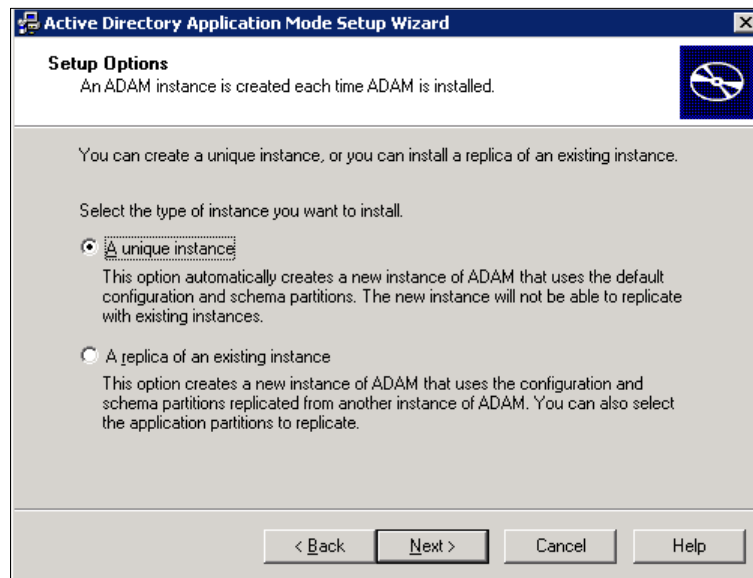 Active Directory Application Mode Setup Wizard
Setup Options
An ADAM instance is created each time ADAM is installed.
You can create a unique instance, or you can install a replica of an existing instance.
Select the type of instance you want to install.
A unique instance
This option automatically creates a new instance of ADAM that uses the default
configuration and schema partitions. The new instance will not be able to replicate
with existing instances.
A replica of an existing instance
This option creates a new instance of ADAM that uses the configuration and
schema partitions replicated from another instance of ADAM. You can also select
the application partitions to replicate.
< Back Next > Cancel Help